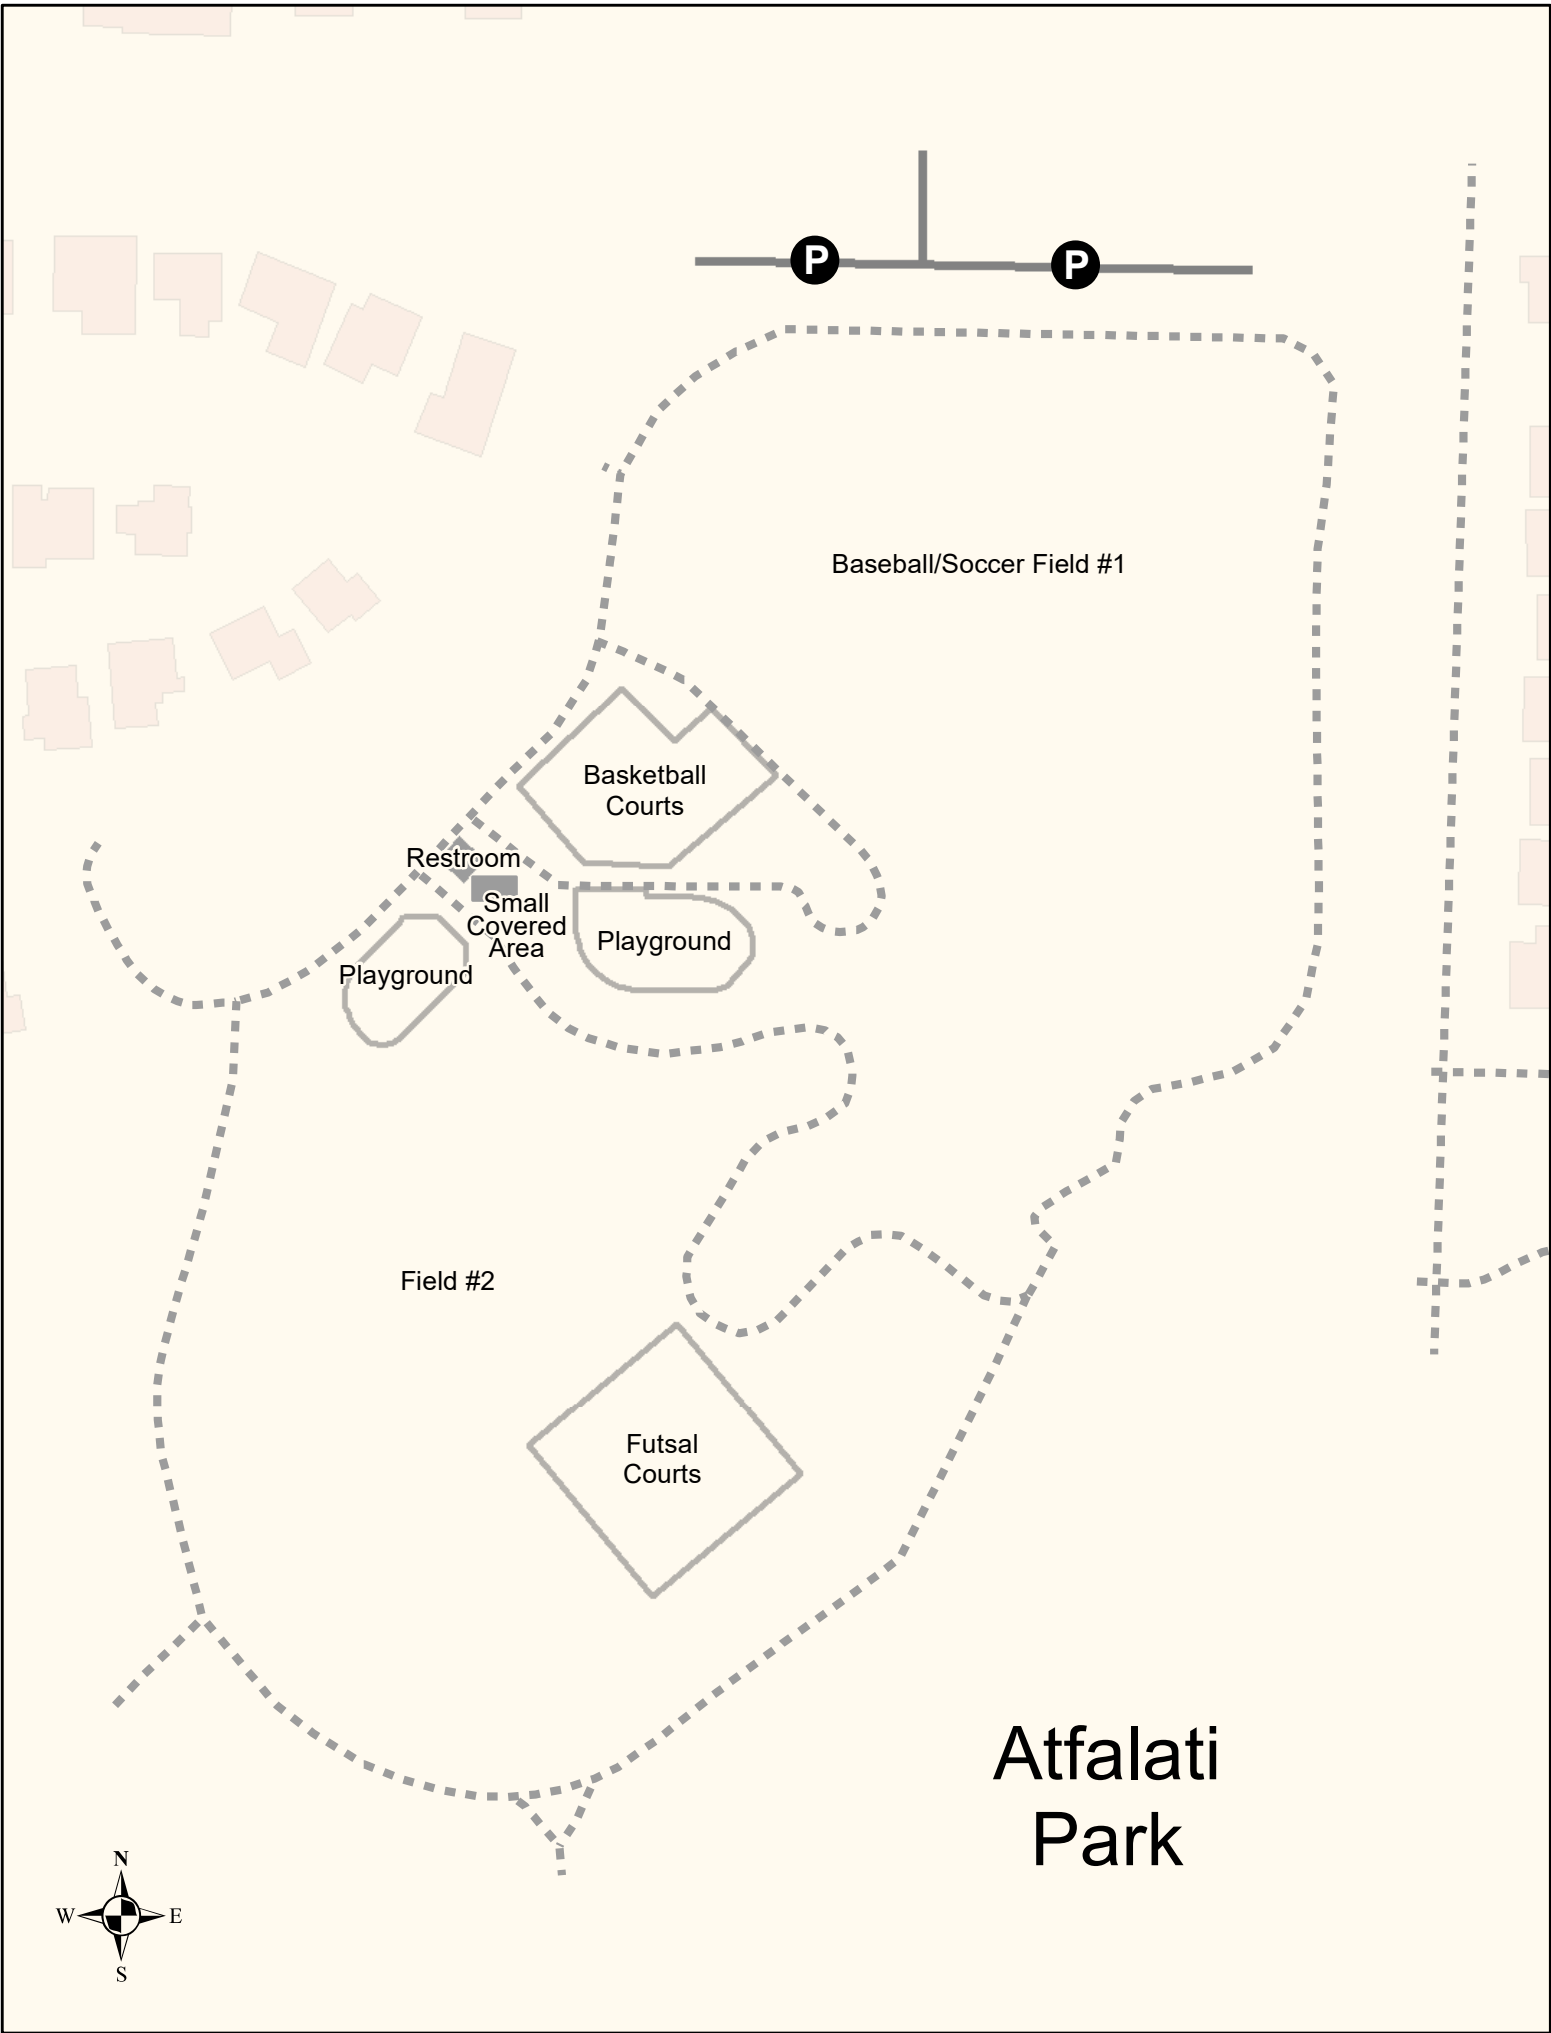 P
P
Baseball/Soccer Field #1
Basketball
Courts
Restroom
Small
Covered
Area
Playground
Playground
Field #2
Futsal
Courts
Atfalati
Park
N
W
E
S